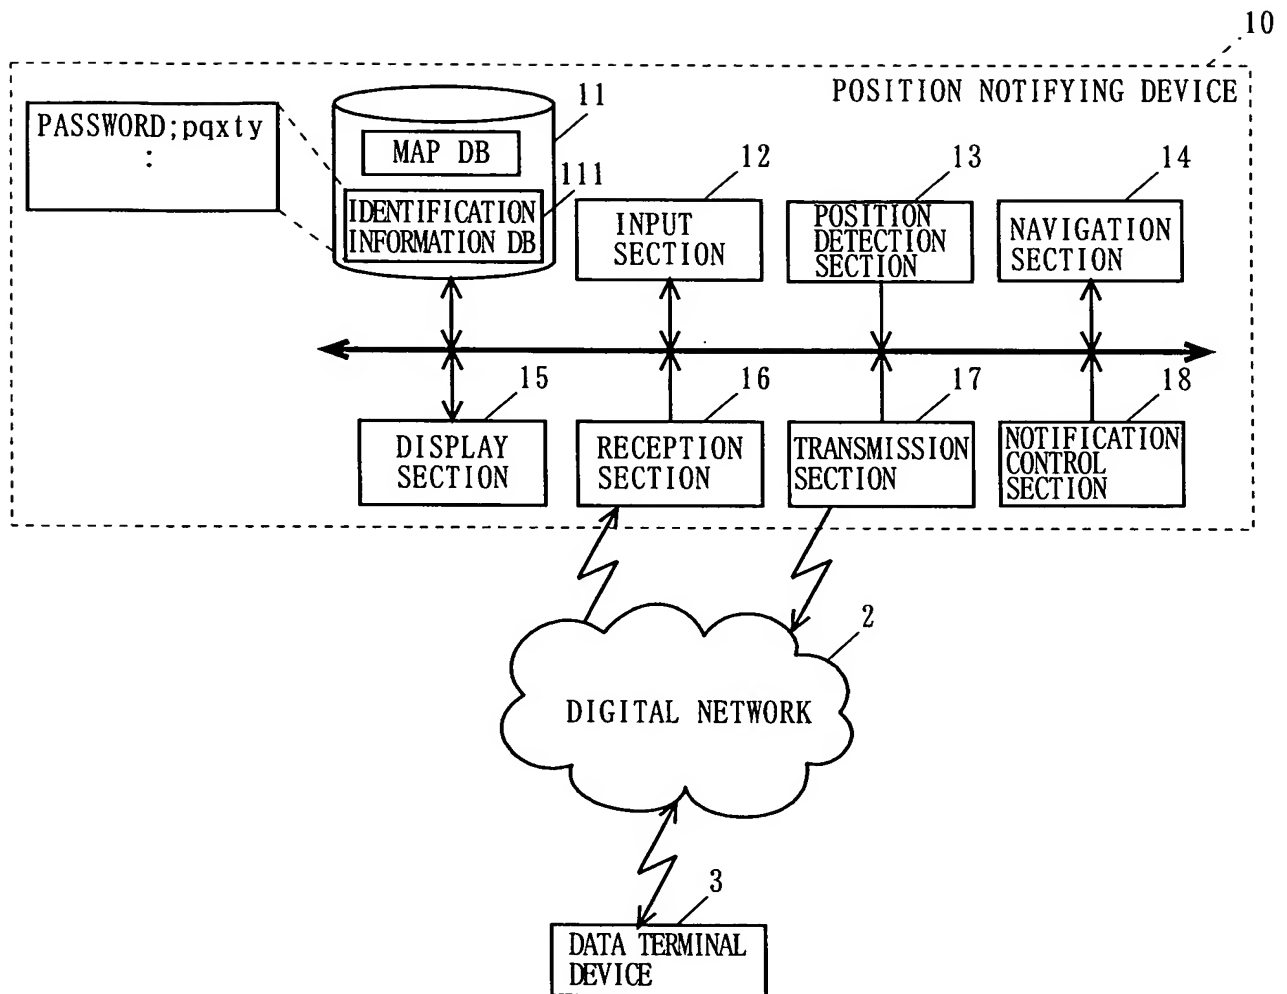 10
POSITION NOTIFYING DEVICE
PASSWORD;pqxty
:
11
MAP DB
111
IDENTIFICATION
INFORMATION DB
12
INPUT
SECTION
13
POSITION
DETECTION
SECTION
14
NAVIGATION
SECTION
15
DISPLAY
SECTION
16
RECEPTION
SECTION
17
TRANSMISSION
SECTION
18
NOTIFICATION
CONTROL
SECTION
2
DIGITAL NETWORK
3
DATA TERMINAL
DEVICE